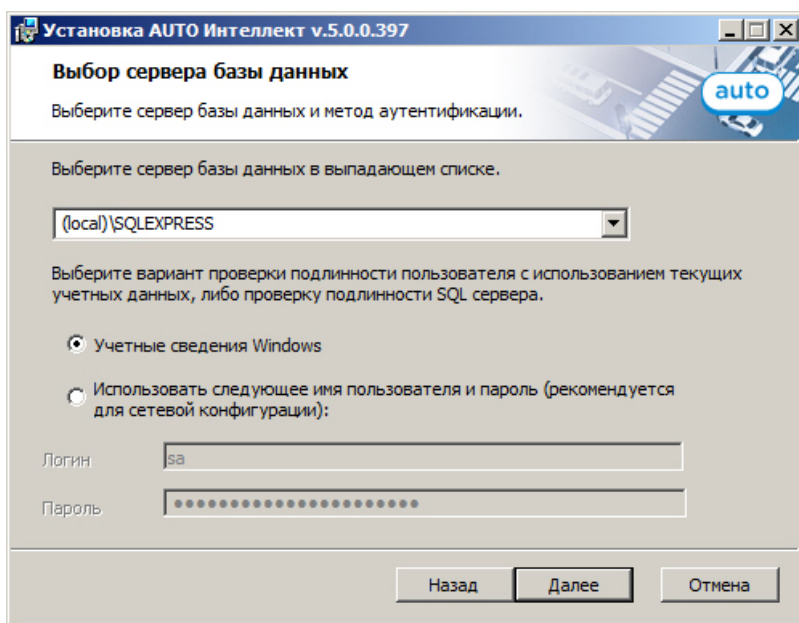 Установка AUTO Интеллект v.5.0.0.397
Выбор сервера базы данных
auto
Выберите сервер базы данных и метод аутентификации.
Выберите сервер базы данных в выпадающем списке.
(local)\SQLEXPRESS
Выберите вариант проверки подлинности пользователя с использованием текущих
учетных данных, либо проверку подлинности SQL сервера.
Учетные сведения Windows
Использовать следующее имя пользователя и пароль (рекомендуется
для сетевой конфигурации):
Логин
sa
Пароль
Назад
Далее
Отмена